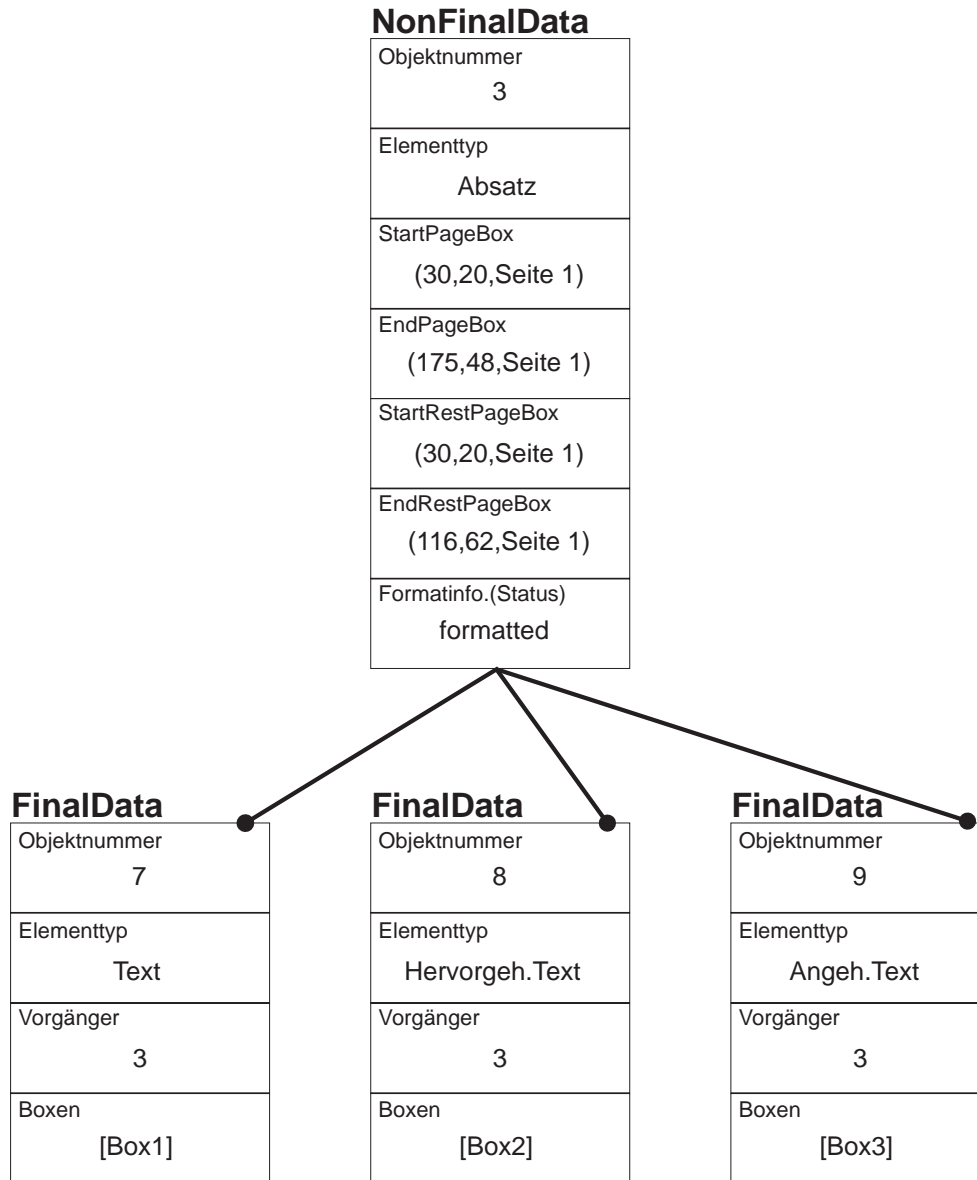 NonFinalData
Objektnummer
3
Elementtyp
Absatz
StartPageBox
(30,20,Seite 1)
EndPageBox
(175,48,Seite 1)
StartRestPageBox
(30,20,Seite 1)
EndRestPageBox
(116,62,Seite 1)
Formatinfo.(Status)
formatted
FinalData
Objektnummer
7
Elementtyp
Text
Vorgänger
3
Boxen
[Box1]
FinalData
Objektnummer
8
Elementtyp
Hervorgeh.Text
Vorgänger
3
Boxen
[Box2]
FinalData
Objektnummer
9
Elementtyp
Angeh.Text
Vorgänger
3
Boxen
[Box3]